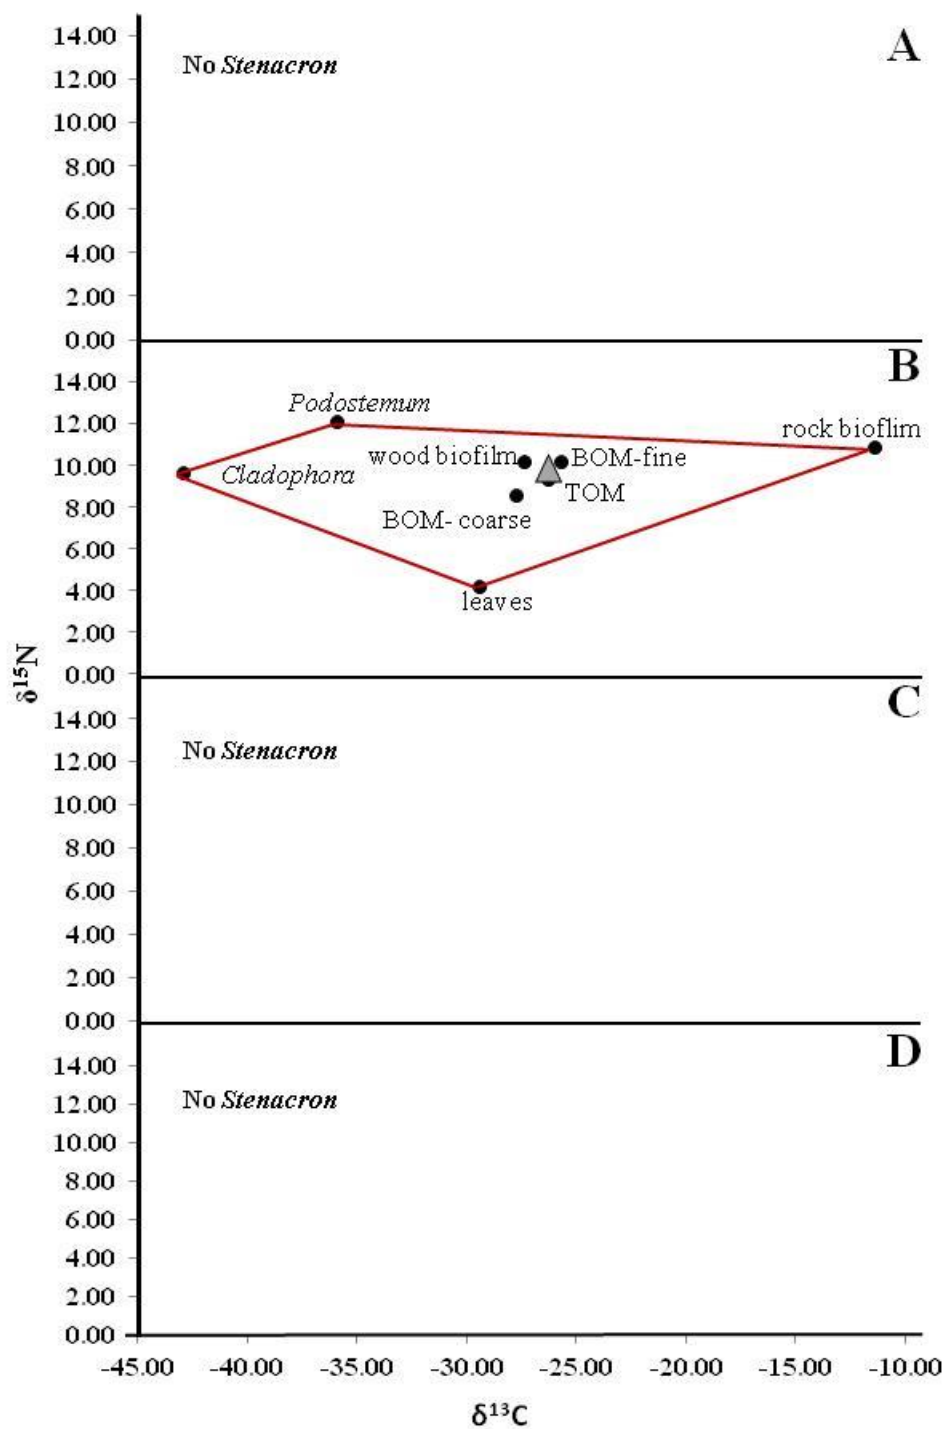 A
No Stenacron
14.00
12.00
10.00
8.00
6.00
4.00
2.00
0.00
B
14.00
12.00
10.00
8.00
6.00
4.00
2.00
0.00
Podostemum
rock bioflim
wood biofilm
BOM-fine
Cladophora
TOM
BOM- coarse
leaves
δ15N
C
No Stenacron
14.00
12.00
10.00
8.00
6.00
4.00
2.00
0.00
D
No Stenacron
14.00
12.00
10.00
8.00
6.00
4.00
2.00
0.00
-45.00 -40.00 -35.00 -30.00 -25.00 -20.00 -15.00 -10.00
δ13C